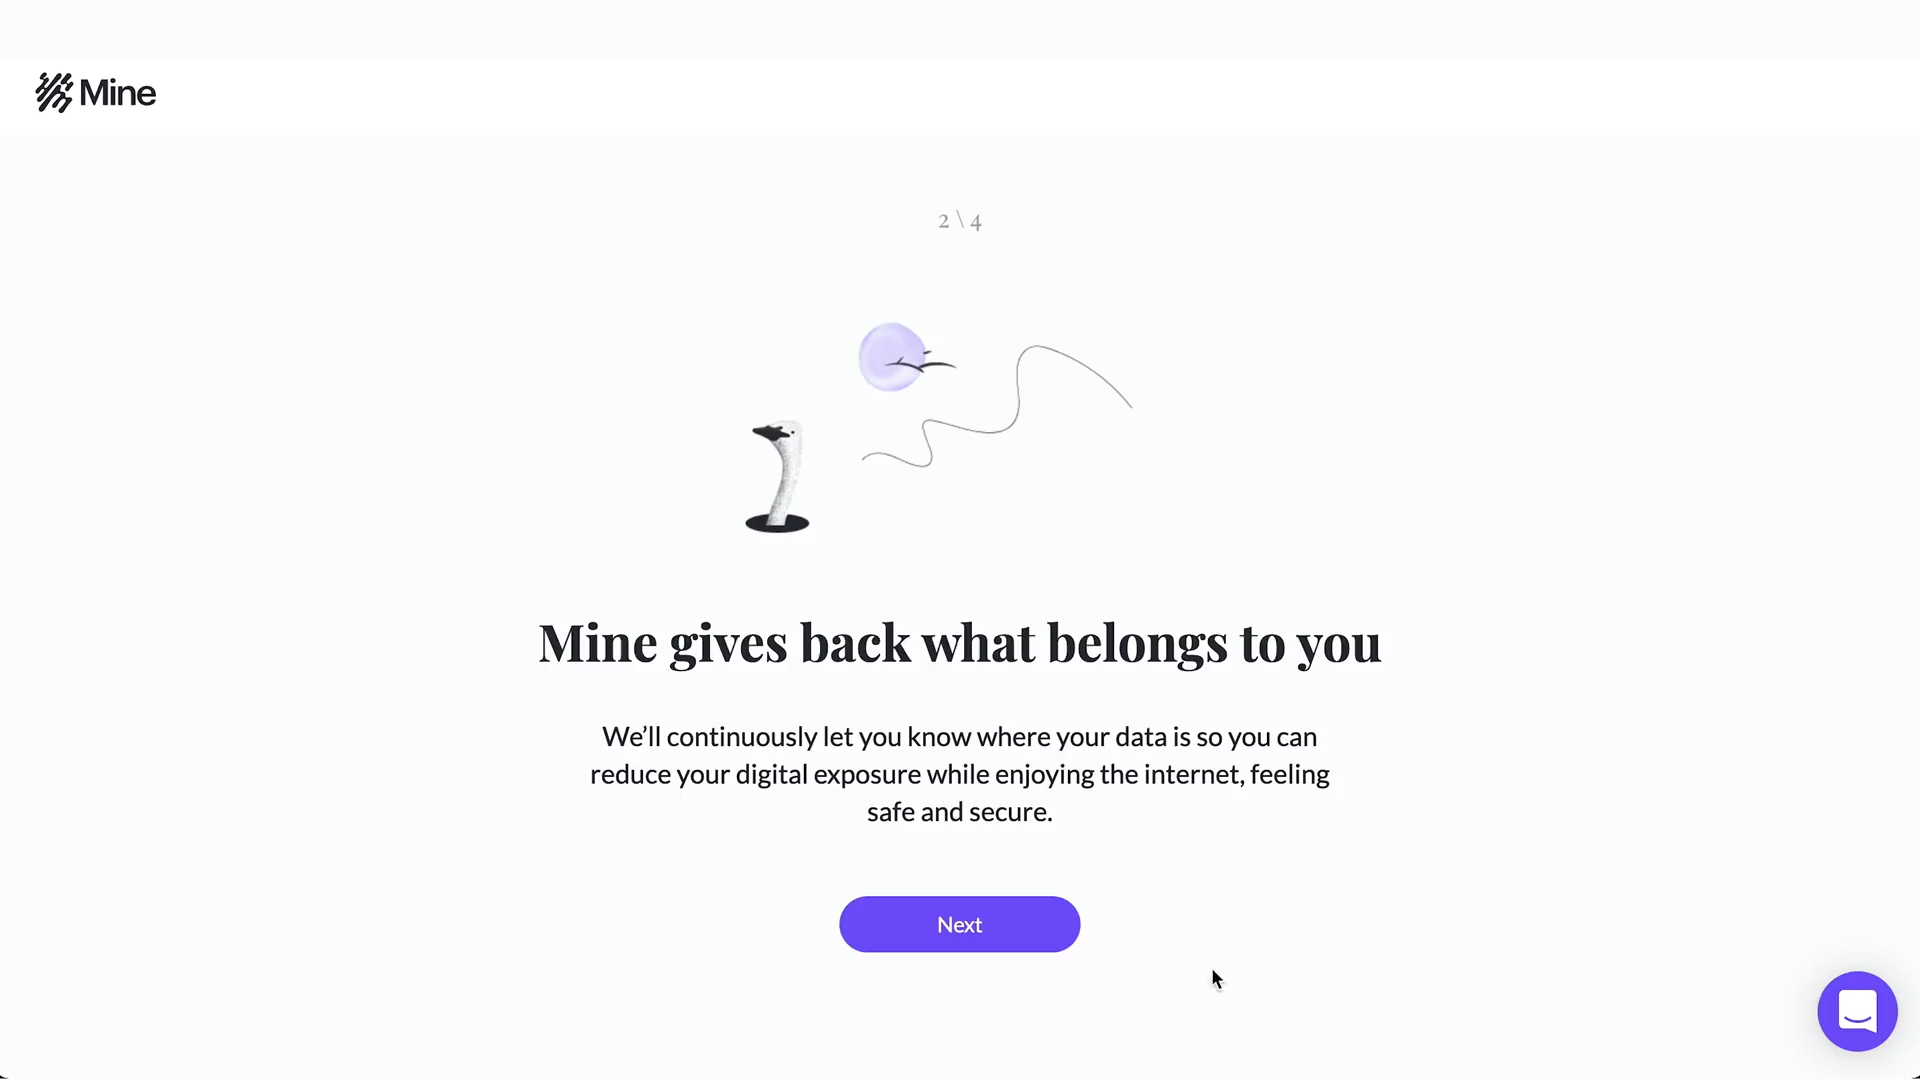 Mine
2 \ 4
Mine gives back what belongs to you
We’ll continuously let you know where your data is so you can
reduce your digital exposure while enjoying the internet, feeling
safe and secure.
Next